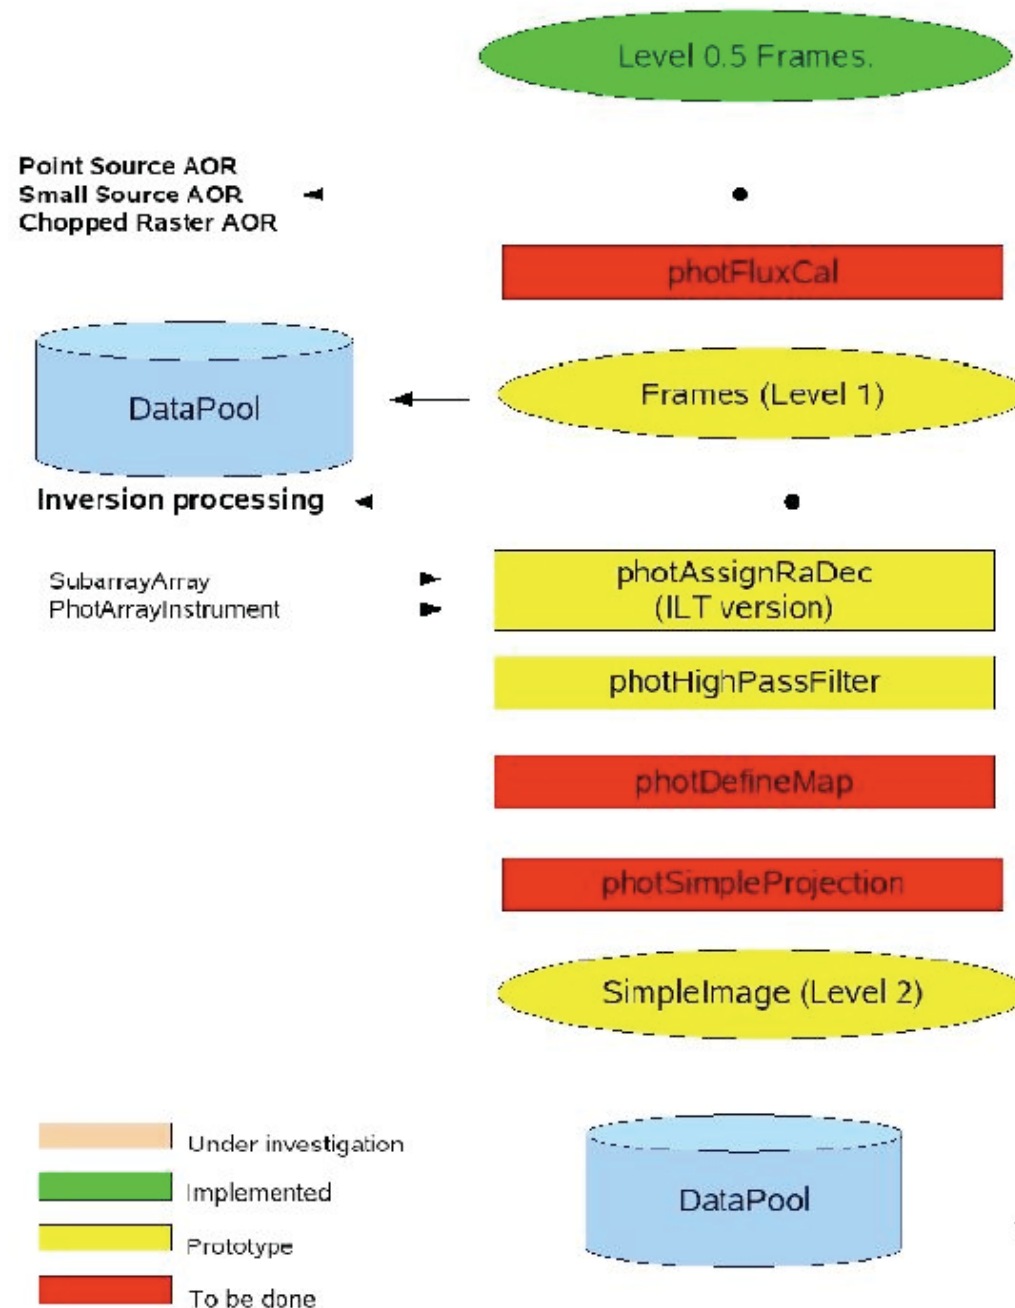 Level 0.5 Frames.
Point Source AOR
Small Source AOR
Chopped Raster AOR
photFluxCal
DataPool
Frames (Level 1)
Inversion processing
SubarrayArray
PhotArrayInstrument
photAssignRaDec
(ILT version)
photHighPassFilter
photDefineMap
photSimpleProjection
SimpleImage (Level 2)
Under investigation
Implemented
Prototype
To be done
DataPool